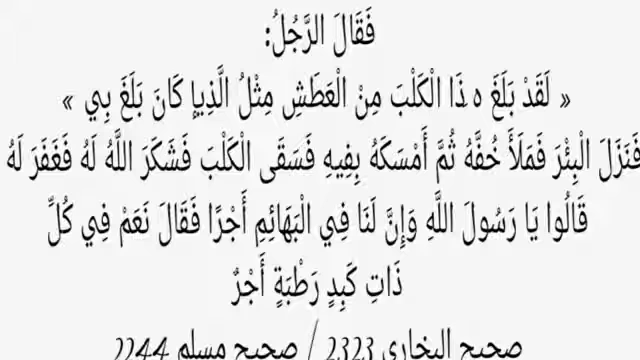 فَقَالَ الرَّجُلُ:
« لَقَدْ بَلَغَ ه ذَا الْكَلْبَ مِنْ الْعَطَشِ مِثْلُ الَّذِيإ كَانَ بَلَغَ بِي »
فَنَزَلَ الْبِئْرَ فَمَلَأَ خُفَّهُ ثُمَّ أَمْسَكَهُ بِفِيهِ فَسَقَى الْكَلْبَ فَشَكَرَ اللَّهُ لَهُ فَغَفَرَ لَهُ
قَالُوا يَا رَسُولَ اللَّهِ وَإِنَّ لَنَا فِي الْبَهَائِمِ أَجْرًا فَقَالَ نَعَمْ فِي كُلِّ
ذَاتِ كَبِدٍ رَطْبَةٍ أَجْرٌ
صحيح البخاري 2323 / صحيح مسلم 2244